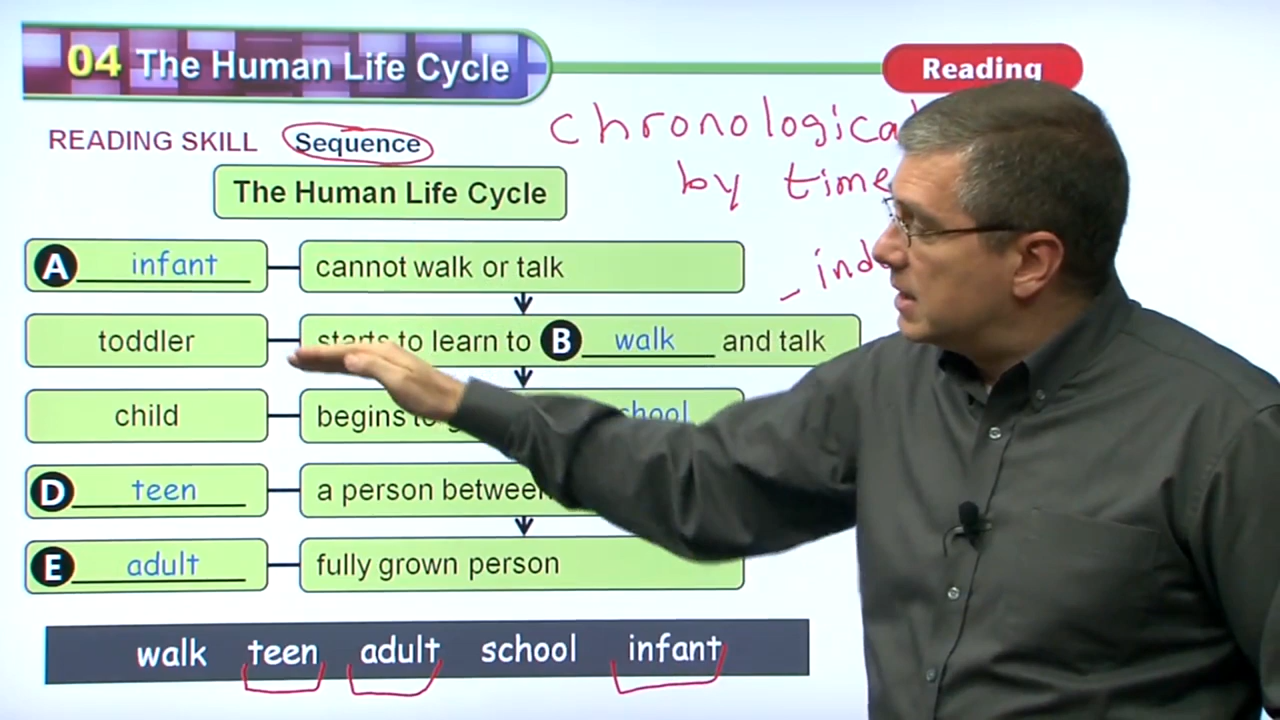 04 The Human Life Cycle
Reading
READING SKILL Sequence
chronologica
by time
The Human Life Cycle
A infant cannot walk or talk
toddler starts to learn to B walk and talk
child begins
D teen a person between
E adult fully grown person
walk teen adult school infant